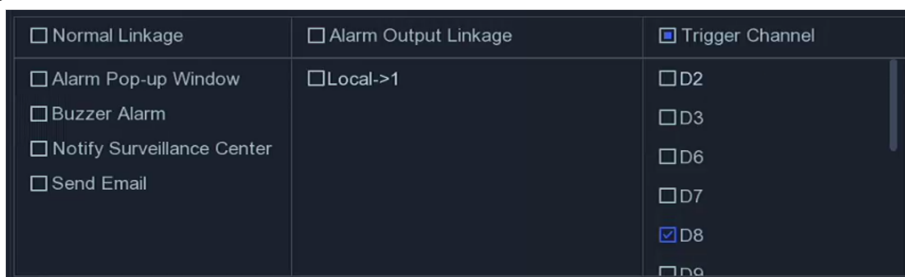 Normal Linkage
Alarm Output Linkage
Trigger Channel
Alarm Pop-up Window
Buzzer Alarm
Notify Surveillance Center
Send Email
Local->1
D2
D3
D6
D7
D8
D9